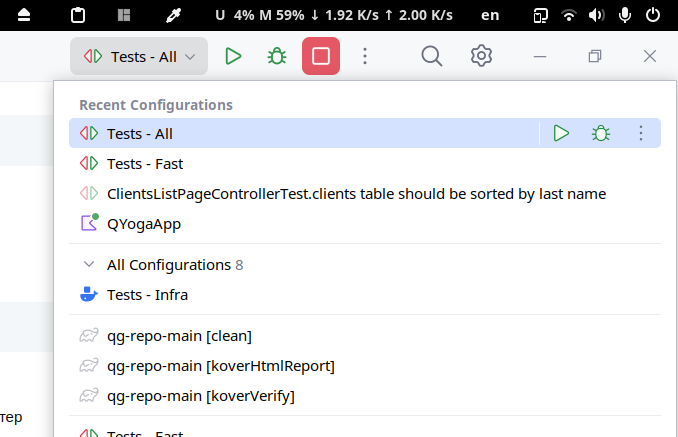 U 4% M 59% ↓ 1.92 K/s ↑ 2.00 K/s en
Tests - All
Recent Configurations
Tests - All
Tests - Fast
ClientsListPageControllerTest.clients table should be sorted by last name
QYogaApp
All Configurations 8
Tests - Infra
qg-repo-main [clean]
qg-repo-main [koverHtmlReport]
qg-repo-main [koverVerify]
тер
Tests - Fast